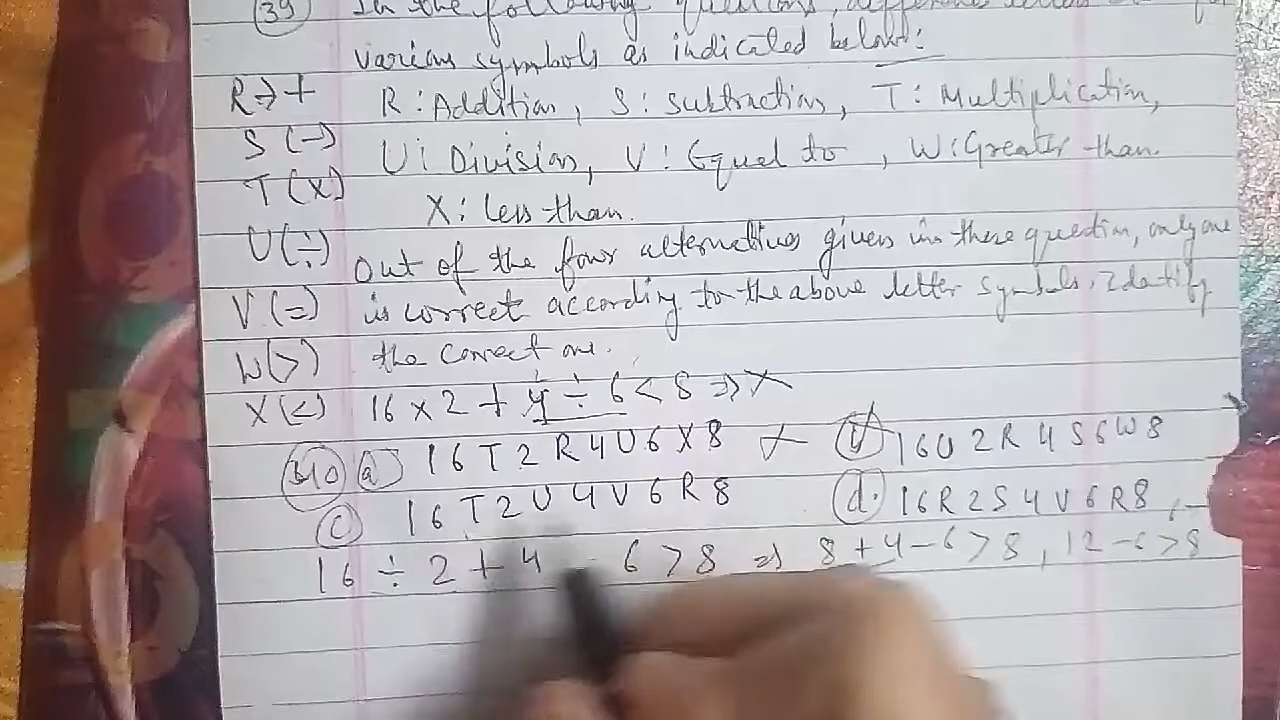 39 In the following questions, different letters
various symbols as indicated below:
R→+ R : Addition, S : Subtraction, T : Multiplication,
S (-)
U : Division, V : Equal to, W : Greater than.
T (x)
X : Less than.
U (÷)
Out of the four alternatives given in these question, only one
V (=) is correct according to the above letter symbols, Identify
W (>) the correct one.
X (<) 16 x 2 + 4 ÷ 6 < 8 ⇒ X
40 a 16 T 2 R 4 U 6 X 8 X b 16 U 2 R 4 S 6 W 8
c 16 T 2 U 4 V 6 R 8 d. 16 R 2 S 4 V 6 R 8
16 ÷ 2 + 4 - 6 > 8 ⇒ 8 + 4 - 6 > 8, 12 - 6 > 8